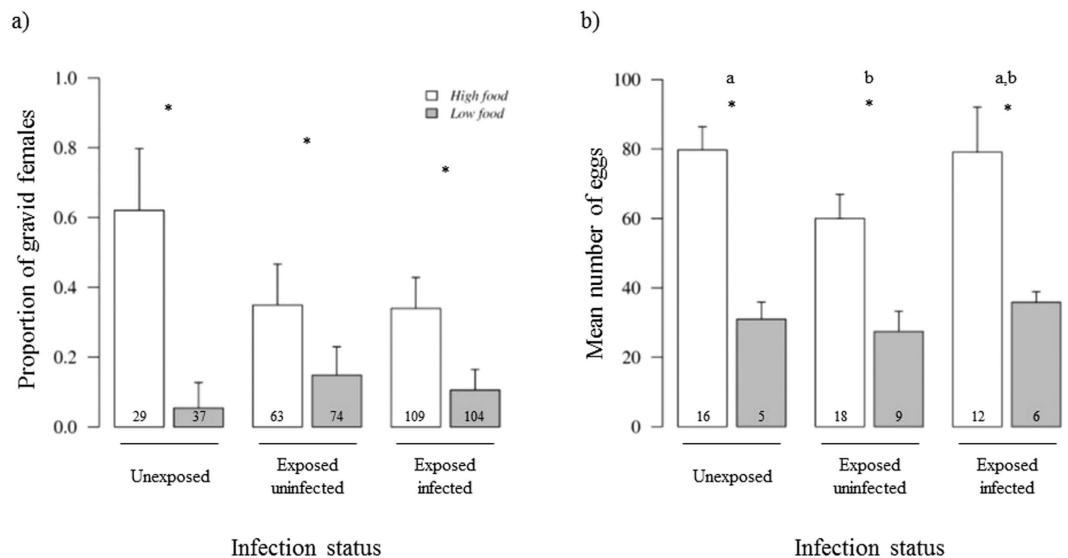 a)
Proportion of gravid females
1.0
0.8
0.6
0.4
0.2
0.0
*
*
*
High food
Low food
29
37
63
74
109
104
Unexposed
Exposed
uninfected
Exposed
infected
Infection status
b)
Mean number of eggs
100
80
60
40
20
0
a
b
a,b
*
*
*
16
5
18
9
12
6
Unexposed
Exposed
uninfected
Exposed
infected
Infection status